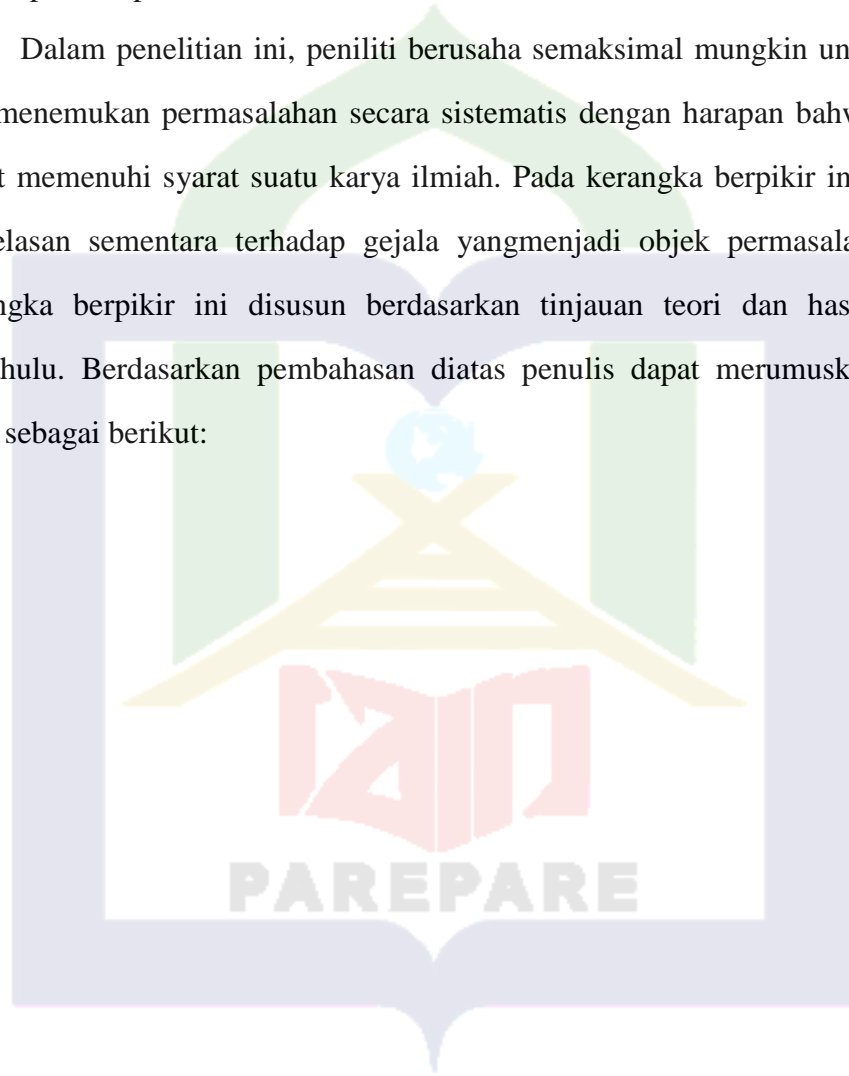 Dalam penelitian ini, peniliti berusaha semaksimal mungkin un
menemukan permasalahan secara sistematis dengan harapan bahw
t memenuhi syarat suatu karya ilmiah. Pada kerangka berpikir in
elasan sementara terhadap gejala yangmenjadi objek permasala
ngka berpikir ini disusun berdasarkan tinjauan teori dan has
hulu. Berdasarkan pembahasan diatas penulis dapat merumusk
sebagai berikut:
PAREPARE